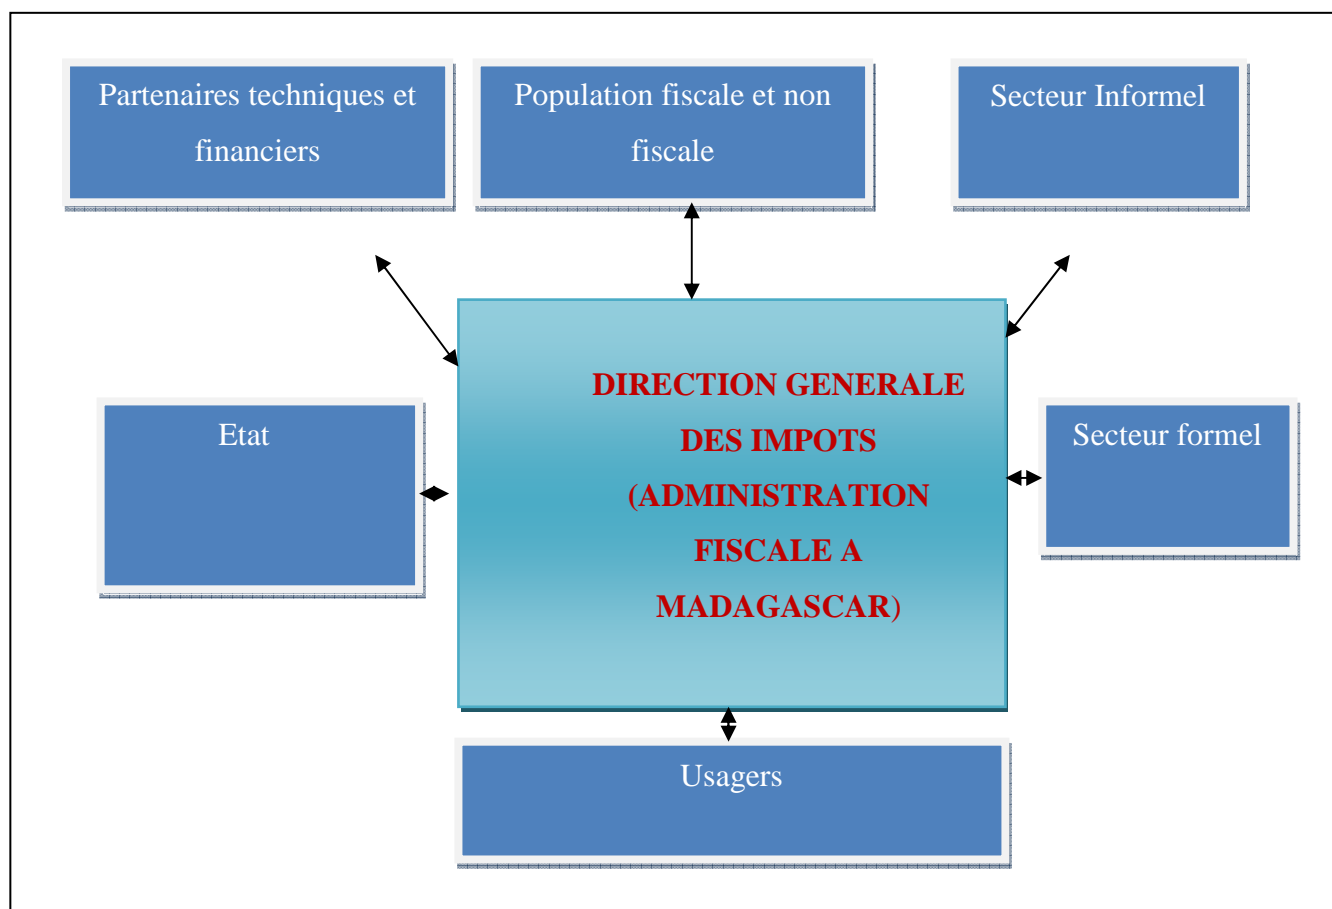 Partenaires techniques et
financiers
Population fiscale et non
fiscale
Secteur Informel
Etat
DIRECTION GENERALE
DES IMPOTS
(ADMINISTRATION
FISCALE A
MADAGASCAR)
Secteur formel
Usagers